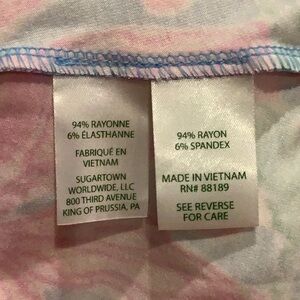 94% RAYONNE
6% ÉLASTHANNE
FABRIQUÉ EN
VIETNAM
SUGARTOWN
WORLDWIDE, LLC
800 THIRD AVENUE
KING OF PRUSSIA, PA
94% RAYON
6% SPANDEX
MADE IN VIETNAM
RN# 88189
SEE REVERSE
FOR CARE